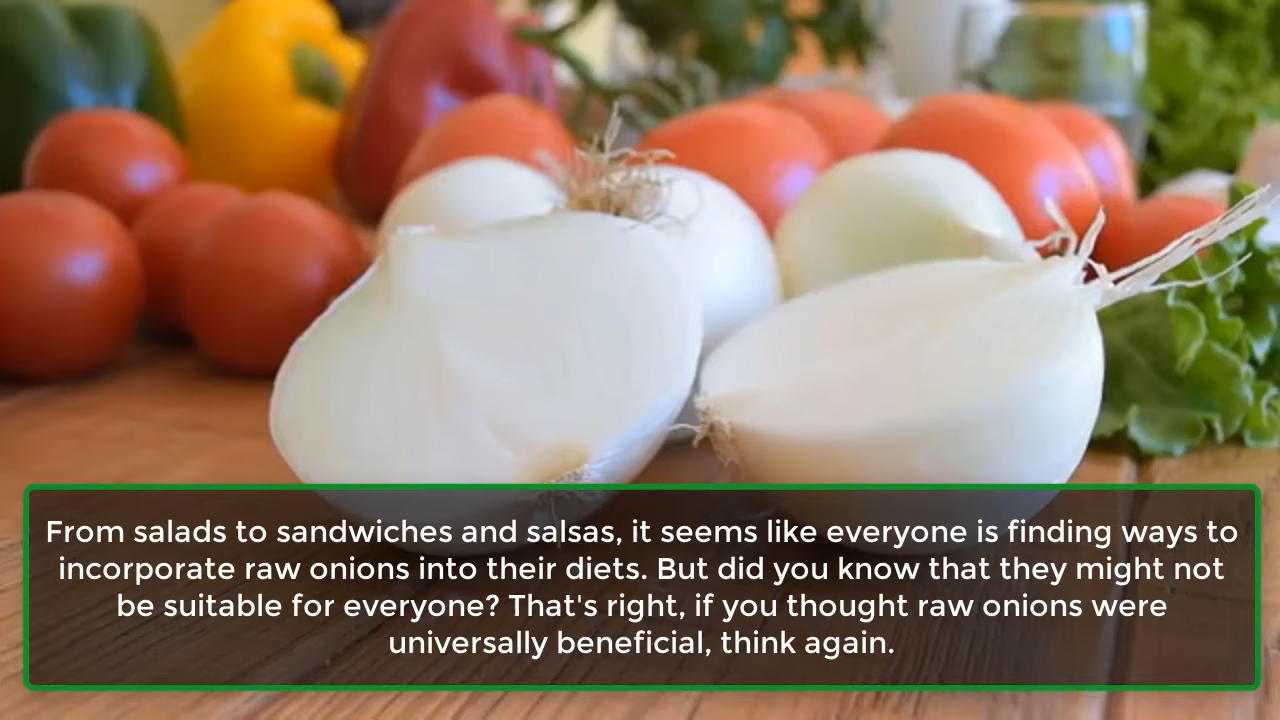 From salads to sandwiches and salsas, it seems like everyone is finding ways to
incorporate raw onions into their diets. But did you know that they might not
be suitable for everyone? That's right, if you thought raw onions were
universally beneficial, think again.